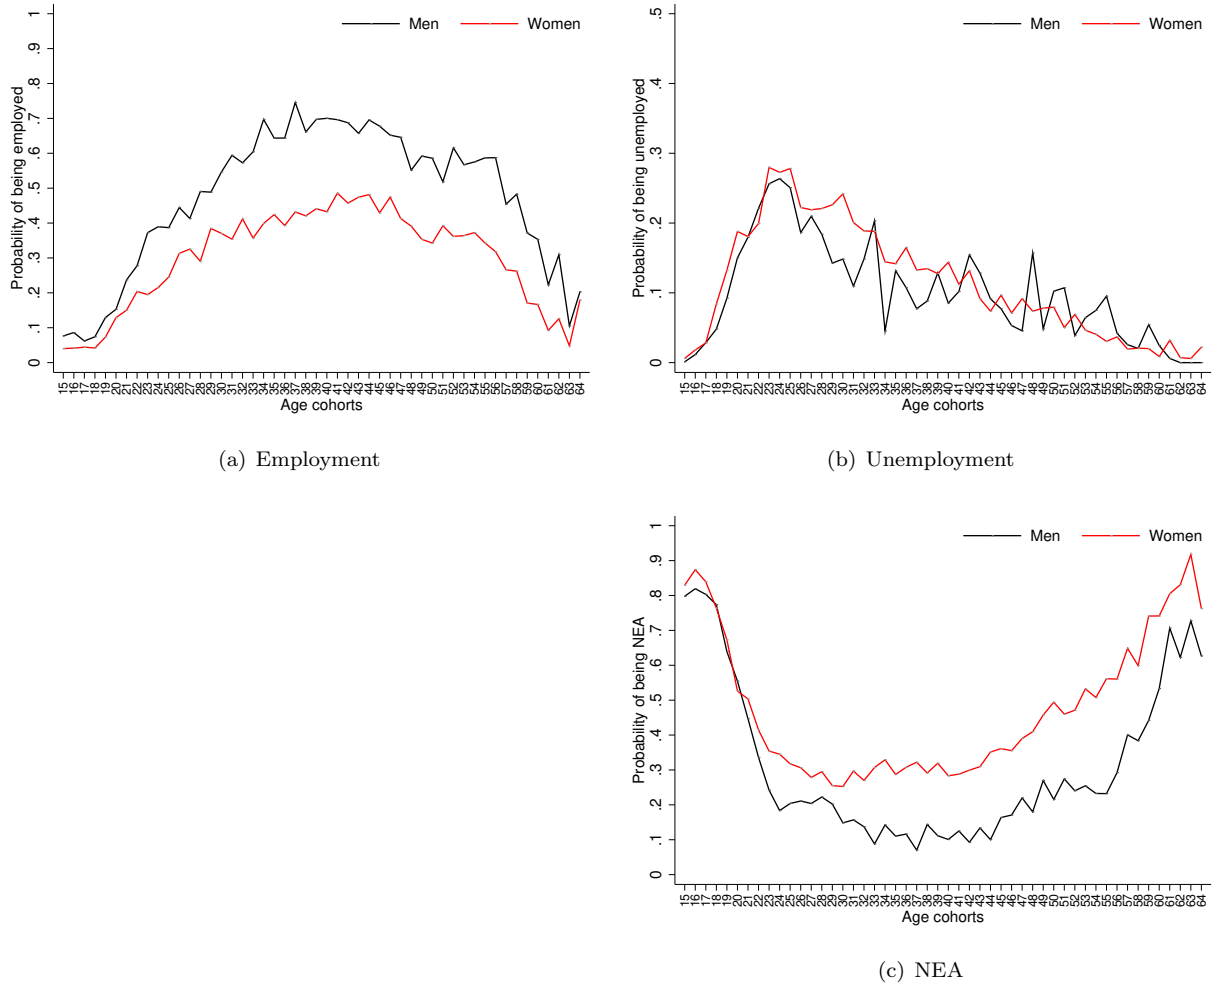 Men Women
Probability of being employed
1
.9
.8
.7
.6
.5
.4
.3
.2
.1
0
15 16 17 18 19 20 21 22 23 24 25 26 27 28 29 30 31 32 33 34 35 36 37 38 39 40 41 42 43 44 45 46 47 48 49 50 51 52 53 54 55 56 57 58 59 60 61 62 63 64
Age cohorts
(a) Employment
Men Women
Probability of being unemployed
.5
.4
.3
.2
.1
0
15 16 17 18 19 20 21 22 23 24 25 26 27 28 29 30 31 32 33 34 35 36 37 38 39 40 41 42 43 44 45 46 47 48 49 50 51 52 53 54 55 56 57 58 59 60 61 62 63 64
Age cohorts
(b) Unemployment
Men Women
Probability of being NEA
1
.9
.8
.7
.6
.5
.4
.3
.2
.1
0
15 16 17 18 19 20 21 22 23 24 25 26 27 28 29 30 31 32 33 34 35 36 37 38 39 40 41 42 43 44 45 46 47 48 49 50 51 52 53 54 55 56 57 58 59 60 61 62 63 64
Age cohorts
(c) NEA